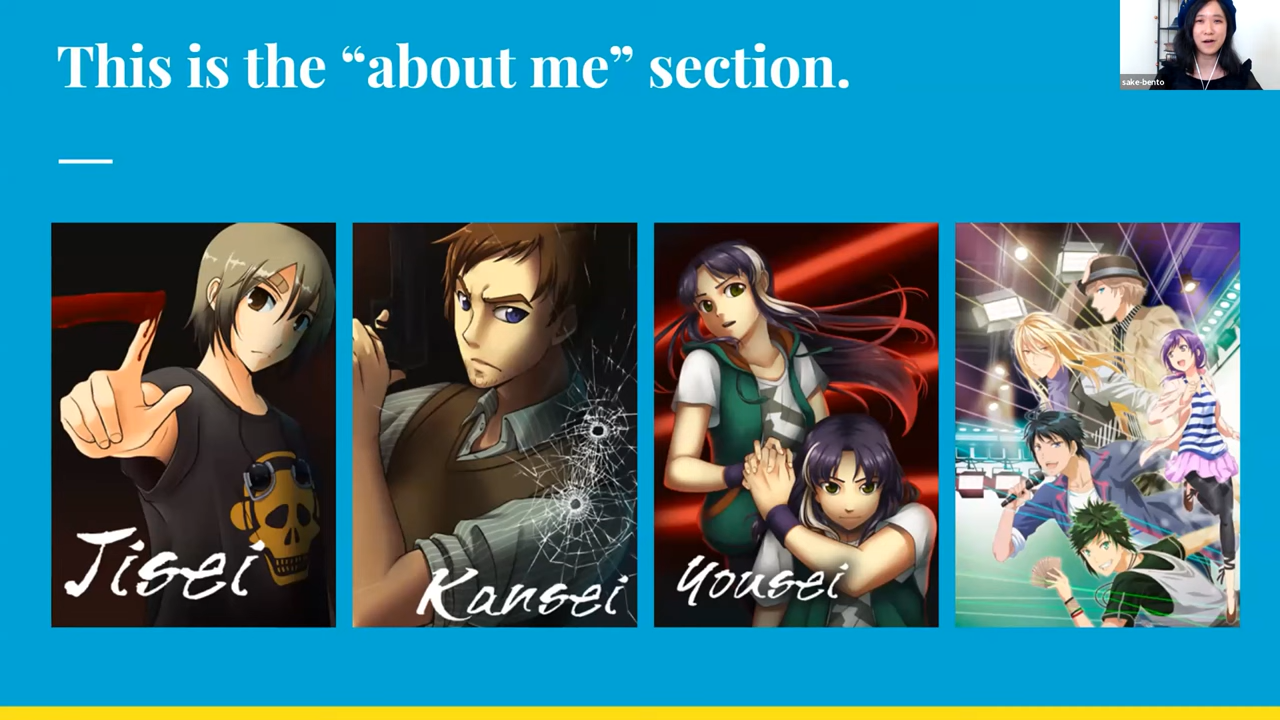 This is the “about me” section.
sake-bento
Jisei
Kansei
Yousei